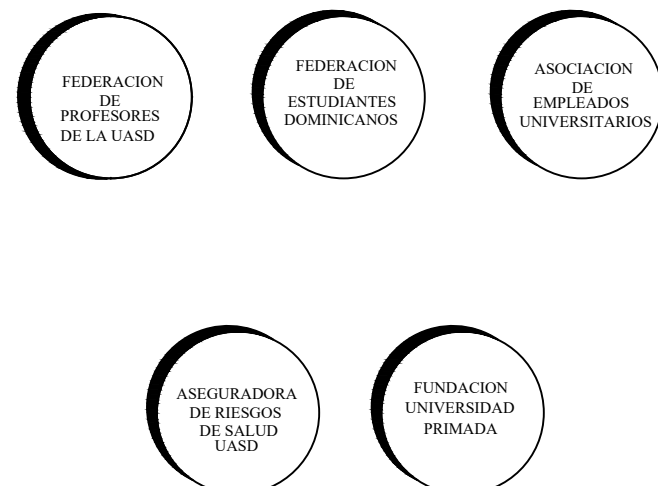 FEDERACION
DE
PROFESORES
DE LA UASD
FEDERACION
DE
ESTUDIANTES
DOMINICANOS
ASOCIACION
DE
EMPLEADOS
UNIVERSITARIOS
ASEGURADORA
DE RIESGOS
DE SALUD
UASD
FUNDACION
UNIVERSIDAD
PRIMADA